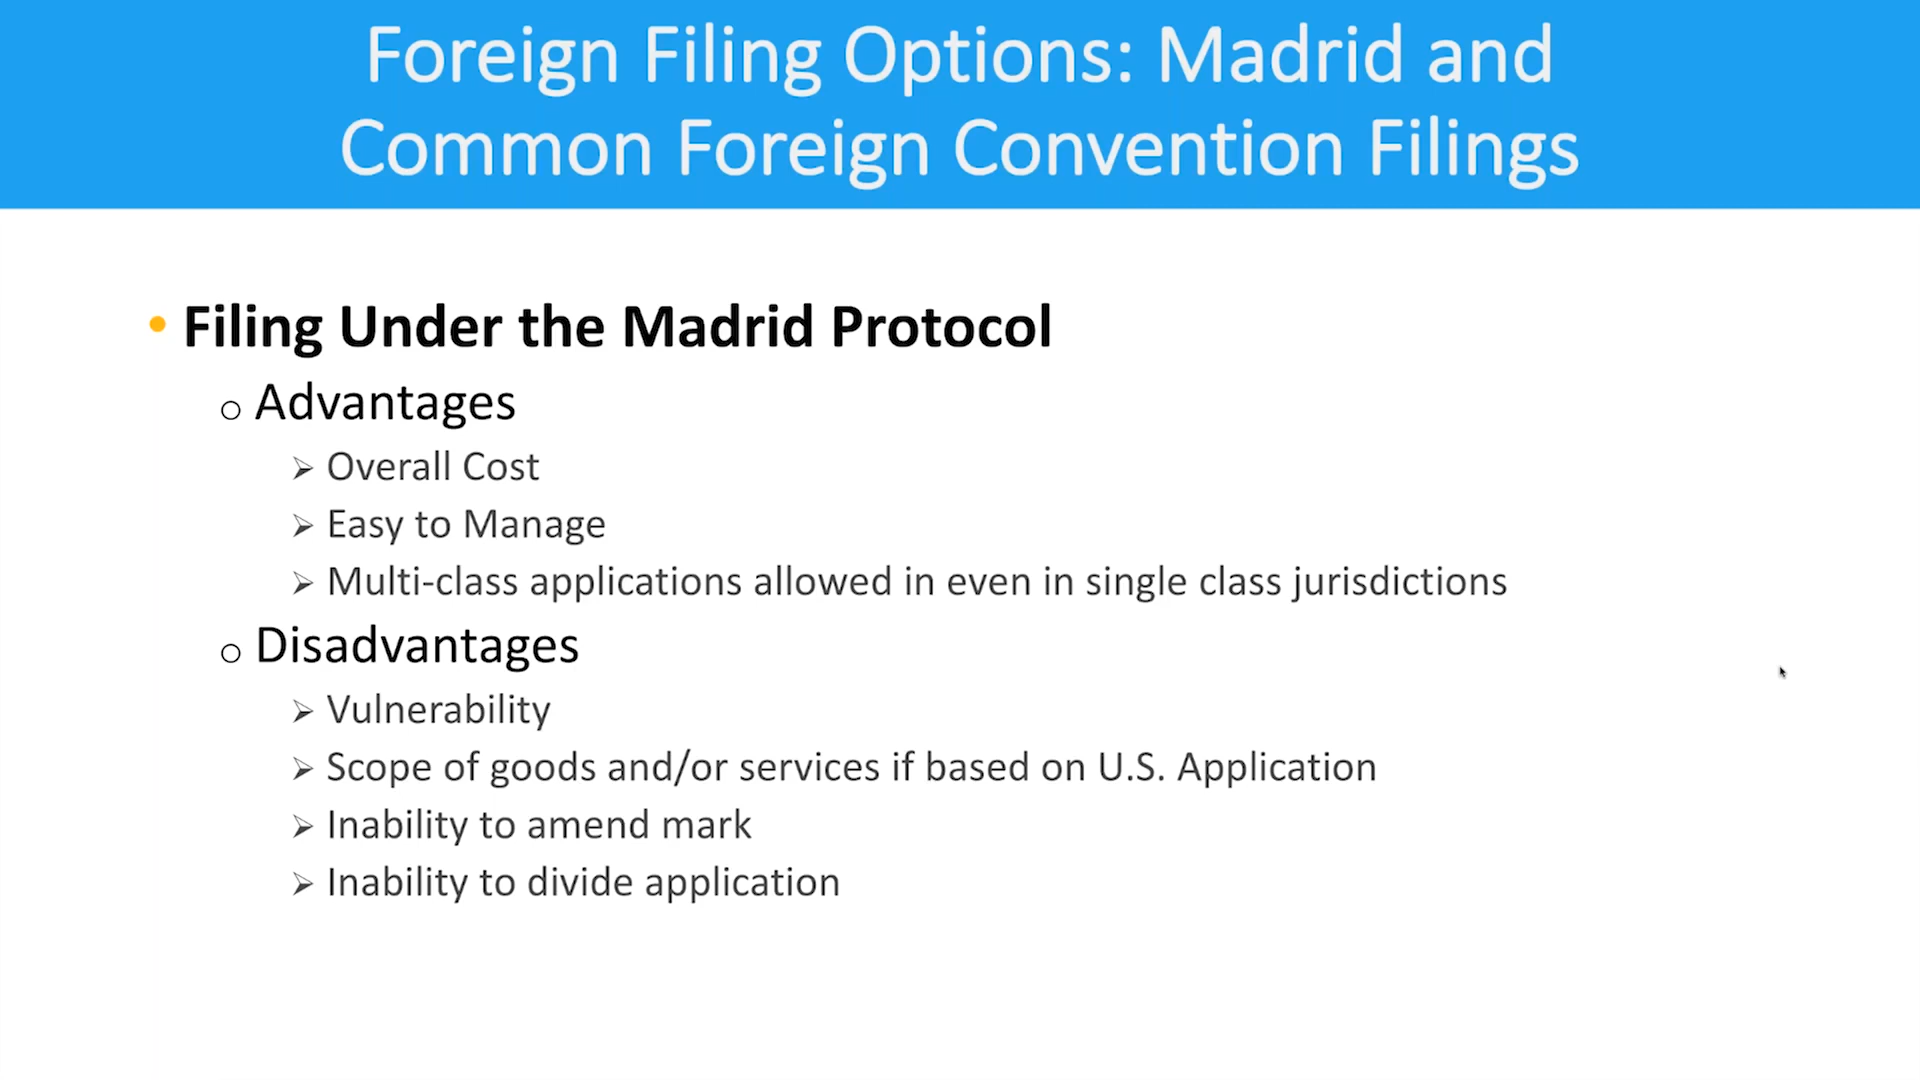 Foreign Filing Options: Madrid and
Common Foreign Convention Filings
• Filing Under the Madrid Protocol
o Advantages
➢ Overall Cost
➢ Easy to Manage
➢ Multi-class applications allowed in even in single class jurisdictions
o Disadvantages
➢ Vulnerability
➢ Scope of goods and/or services if based on U.S. Application
➢ Inability to amend mark
➢ Inability to divide application